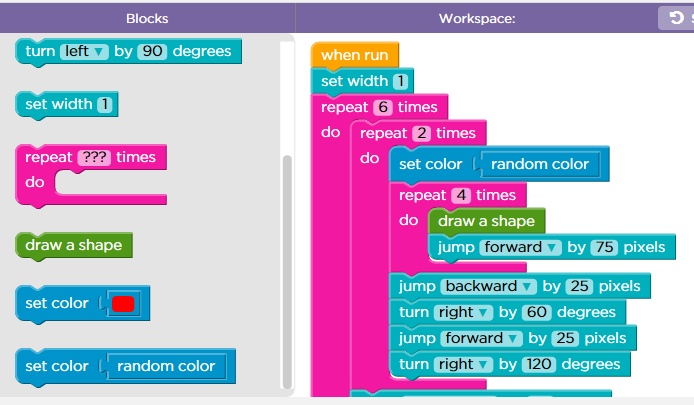 Blocks
Workspace:
turn left ▼ by 90 degrees
set width 1
repeat ??? times
do
draw a shape
set color
set color random color
when run
set width 1
repeat 6 times
do repeat 2 times
do set color random color
repeat 4 times
do draw a shape
jump forward ▼ by 75 pixels
jump backward ▼ by 25 pixels
turn right ▼ by 60 degrees
jump forward ▼ by 25 pixels
turn right ▼ by 120 degrees